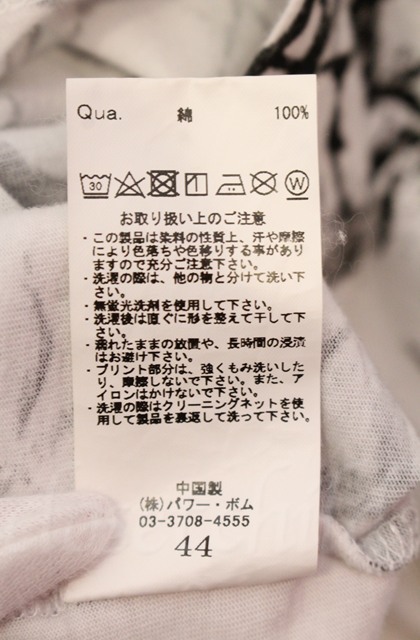 Qua. 綿 100%
30 W
お取り扱い上のご注意
・この製品は染料の性質上、汗や摩擦
により色落ちや色移りする事があり
ますので充分ご注意下さい。
・洗濯の際は、他の物と分けて洗い下
さい。
・無蛍光洗剤を使用して下さい。
・洗濯後は直ぐに形を整えて干して下
さい。
・濡れたままの放置や、長時間の浸漬
はお避け下さい。
・プリント部分は、強くもみ洗いした
り、摩擦しないで下さい。また、ア
イロンはかけないで下さい。
・洗濯の際はクリーニングネットを使
用して製品を裏返して洗って下さい。
中国製
(株)パワー・ボム
03-3708-4555
44